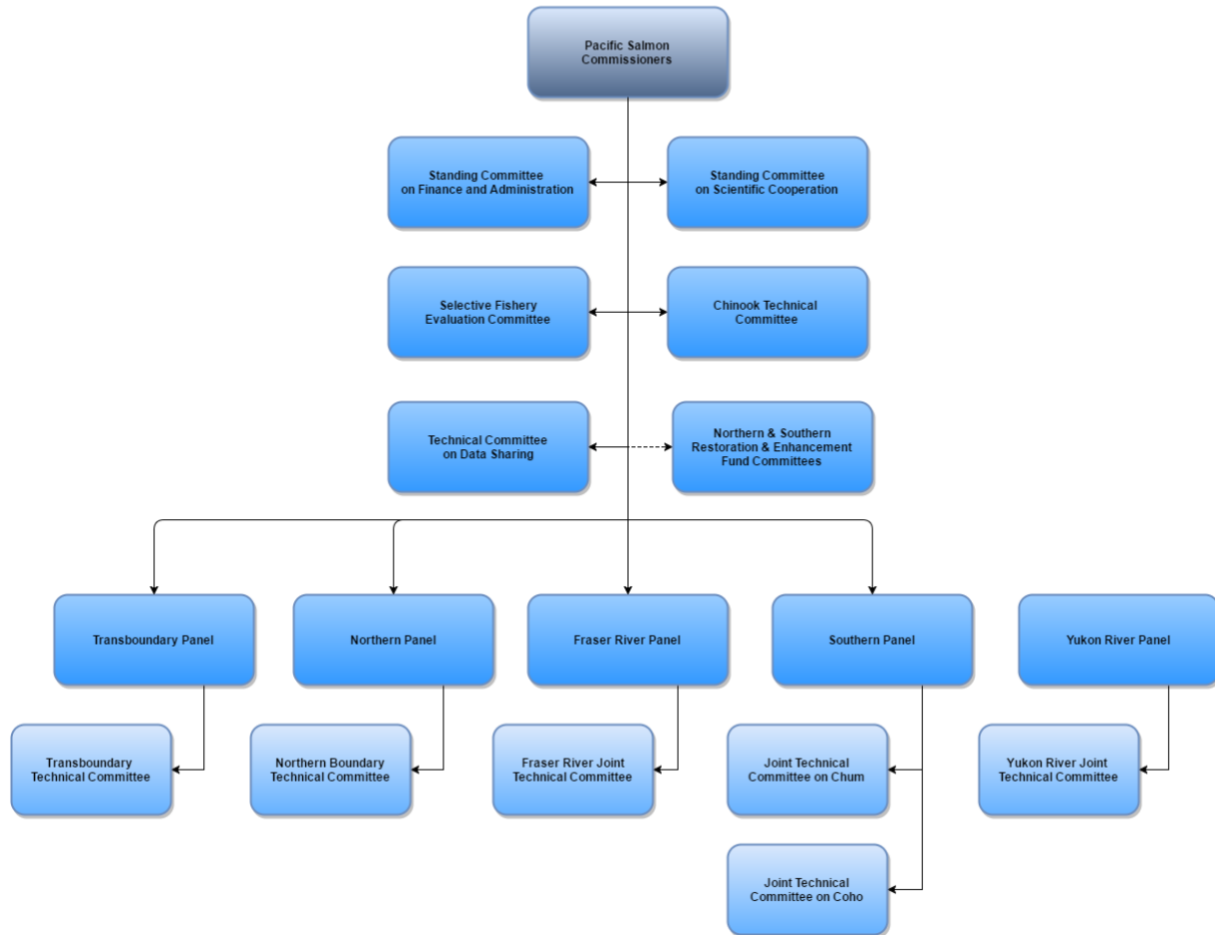 Pacific Salmon
Commissioners
Standing Committee
on Finance and Administration
Standing Committee
on Scientific Cooperation
Selective Fishery
Evaluation Committee
Chinook Technical
Committee
Technical Committee
on Data Sharing
Northern & Southern
Restoration & Enhancement
Fund Committees
Transboundary Panel
Northern Panel
Fraser River Panel
Southern Panel
Yukon River Panel
Transboundary
Technical Committee
Northern Boundary
Technical Committee
Fraser River Joint
Technical Committee
Joint Technical
Committee on Chum
Yukon River Joint
Technical Committee
Joint Technical
Committee on Coho